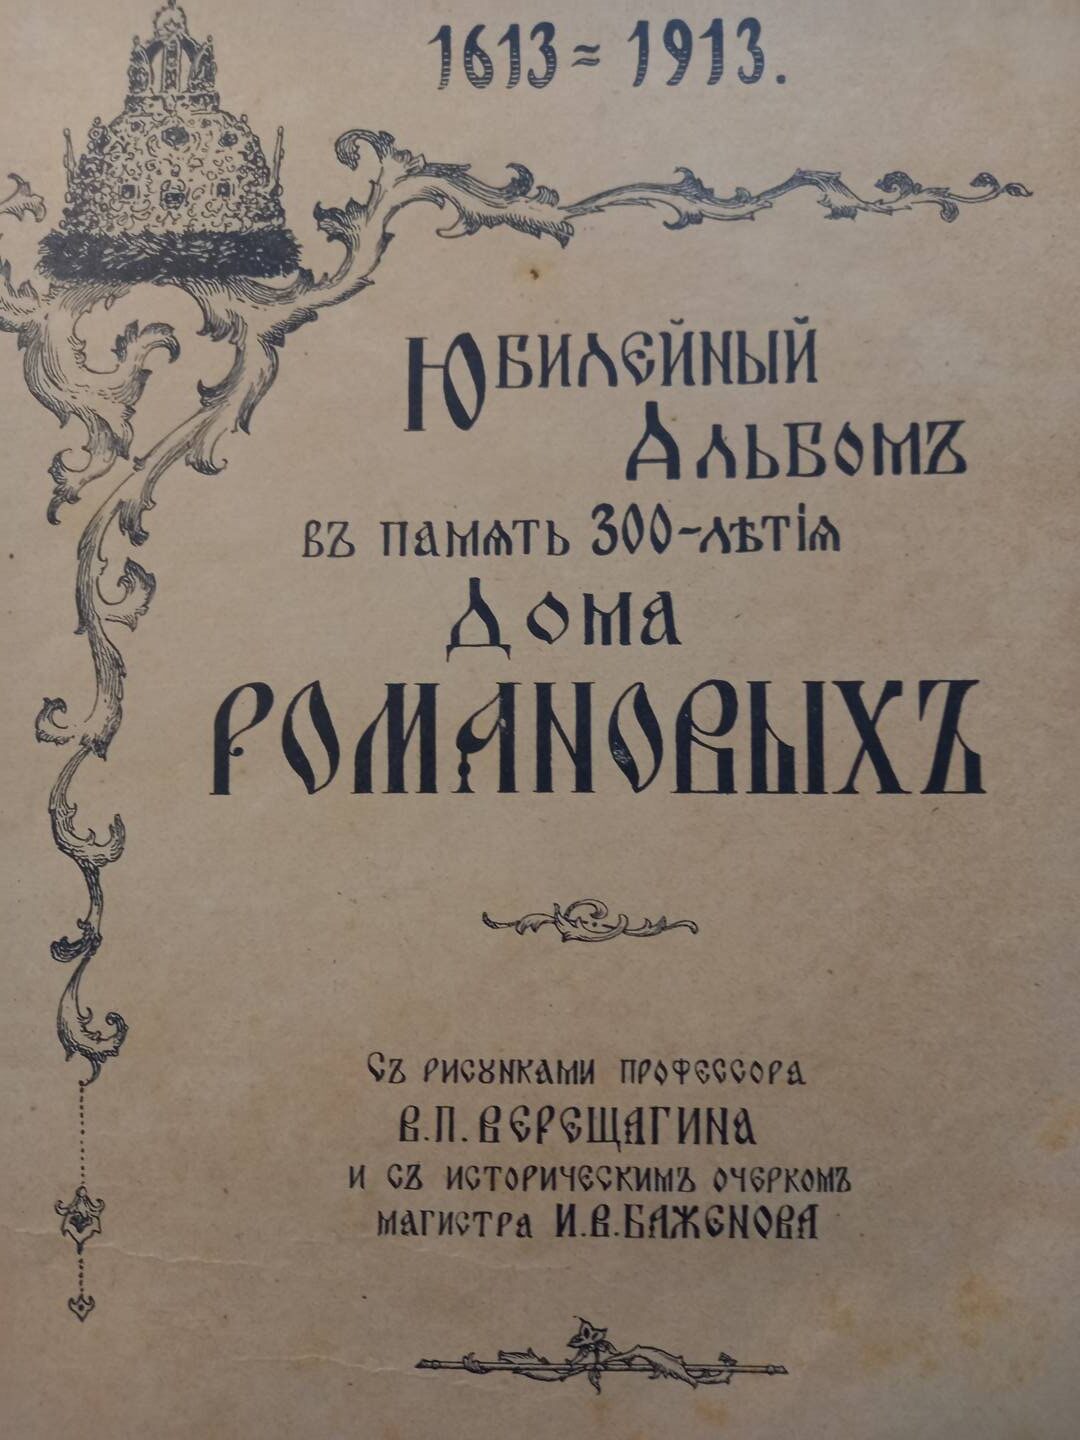 1613=1913.
Юбилейный
Альбомъ
въ память 300-лѣтія
Дома
РОМАНОВЫХЪ
Съ рисунками профессора
В.П. ВЕРЕЩАГИНА
и съ историческимъ очеркомъ
магистра И.В. БАЖЕНОВА